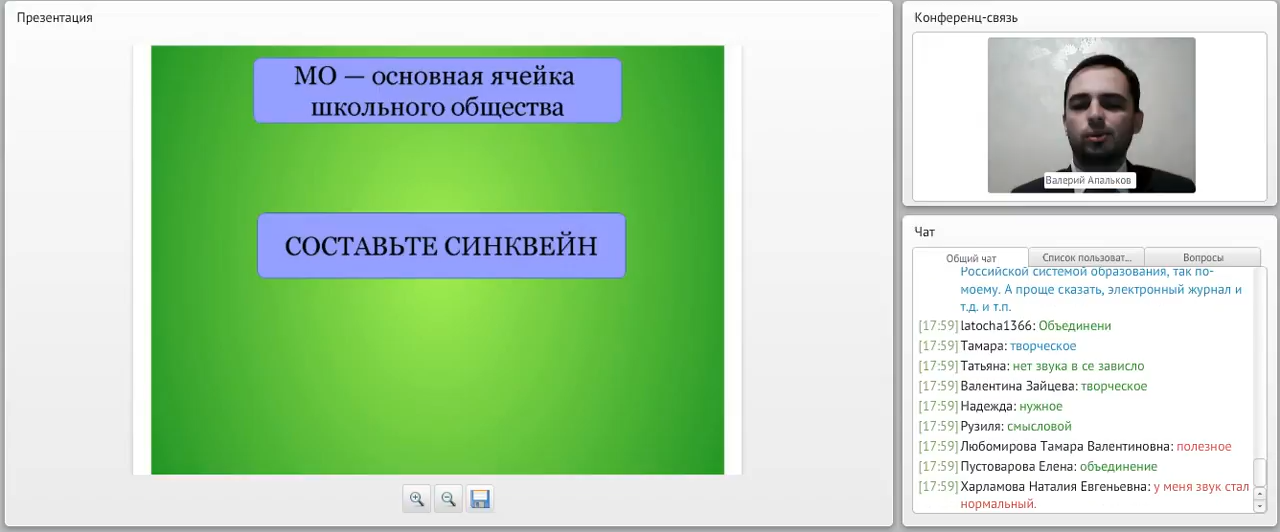 Презентация
МО — основная ячейка
школьного общества
СОСТАВЬТЕ СИНКВЕЙН
Конференц-связь
Валерий Апальков
Чат
Общий чат
Список пользоват...
Вопросы
Российской системой образования, так по-
моему. А проще сказать, электронный журнал и
т.д. и т.п.
[17:59] latocha1366: Объединени
[17:59] Тамара: творческое
[17:59] Татьяна: нет звука в се зависло
[17:59] Валентина Зайцева: творческое
[17:59] Надежда: нужное
[17:59] Рузиля: смысловой
[17:59] Любомирова Тамара Валентиновна: полезное
[17:59] Пустоварова Елена: объединение
[17:59] Харламова Наталия Евгеньевна: у меня звук стал
нормальный.